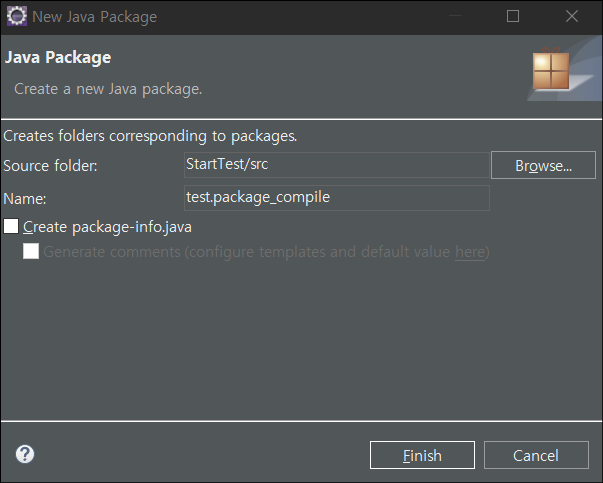 New Java Package
Java Package
Create a new Java package.
Creates folders corresponding to packages.
Source folder: StartTest/src Browse...
Name: test.package_compile
Create package-info.java
Generate comments (configure templates and default value here)
? Finish Cancel